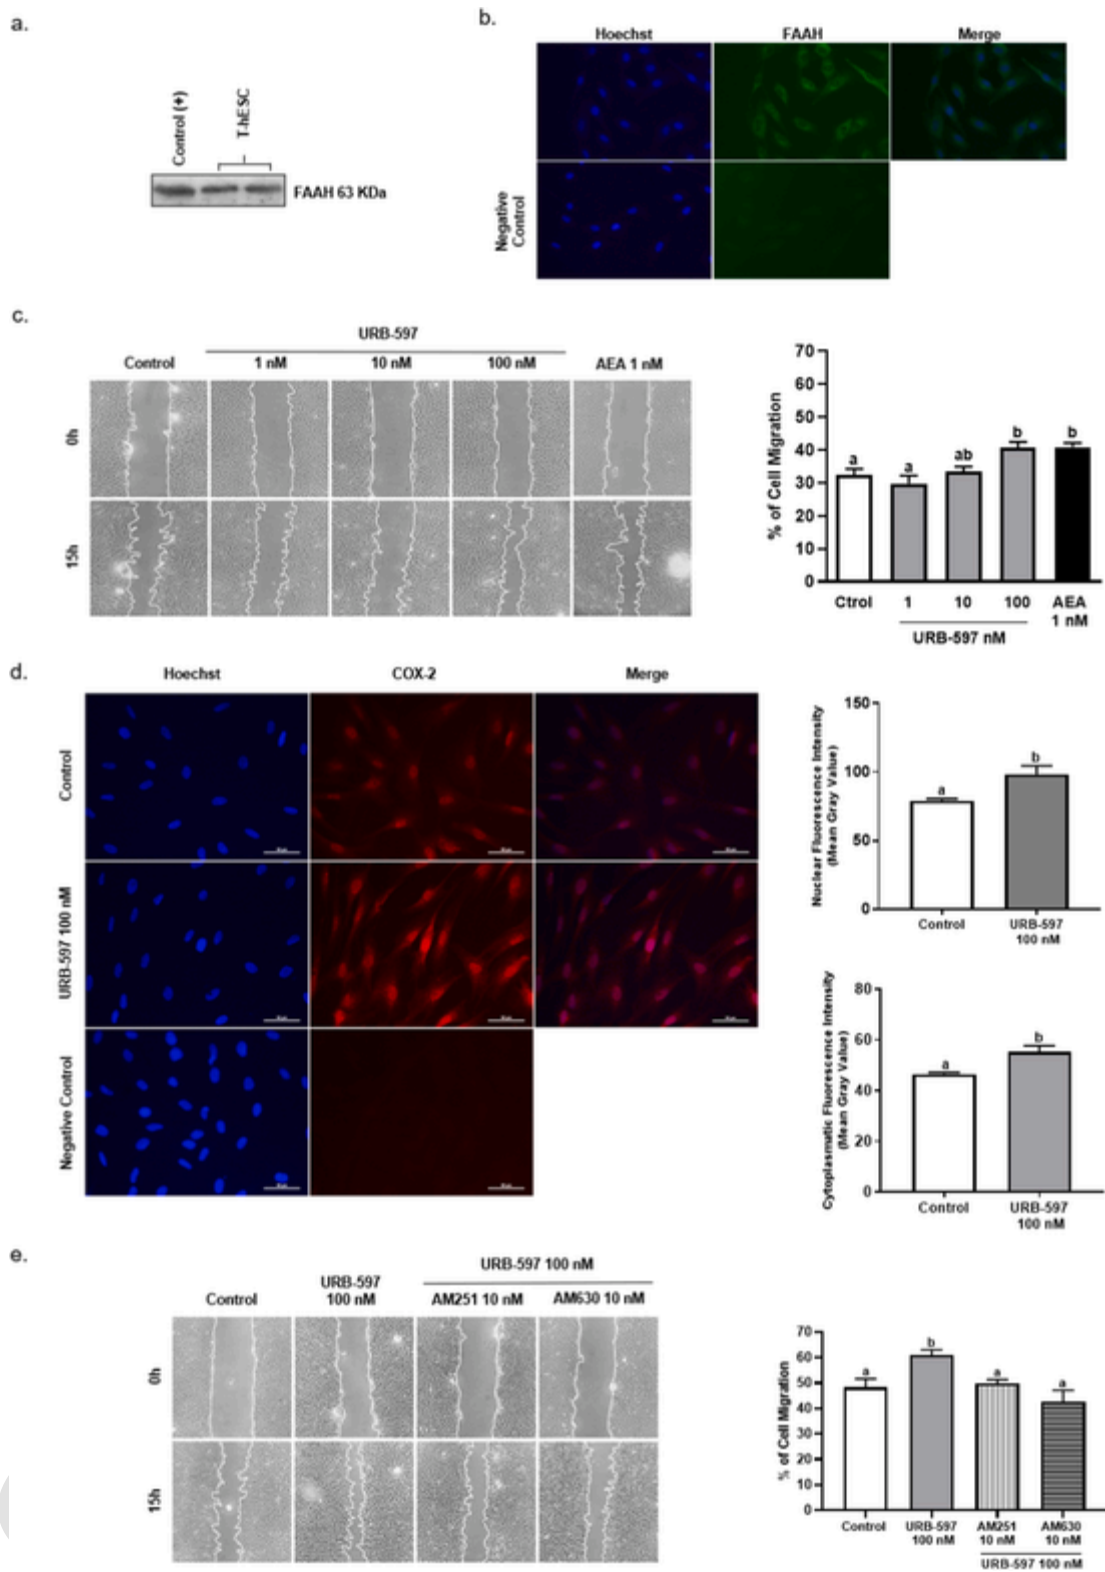 a.
Control (+)
T-hESC
FAAH 63 KDa
b.
Hoechst FAAH Merge
Negative
Control
c.
URB-597
Control 1 nM 10 nM 100 nM AEA 1 nM
0h
15h
% of Cell Migration
70
60
50
40
30
20
10
0
a a ab b b
Ctrol 1 10 100 AEA
1 nM
URB-597 nM
d.
Hoechst COX-2 Merge
Control
URB-597 100 nM
Negative Control
Nuclear Fluorescence Intensity
(Mean Gray Value)
150
100
50
0
a b
Control URB-597
100 nM
Cytoplasmatic Fluorescence Intensity
(Mean Gray Value)
80
60
40
20
0
a b
Control URB-597
100 nM
e.
URB-597 100 nM
Control URB-597
100 nM
AM251 10 nM AM630 10 nM
0h
15h
% of Cell Migration
70
60
50
40
30
20
10
0
a b a a
Control URB-597
100 nM
AM251
10 nM
AM630
10 nM
URB-597 100 nM